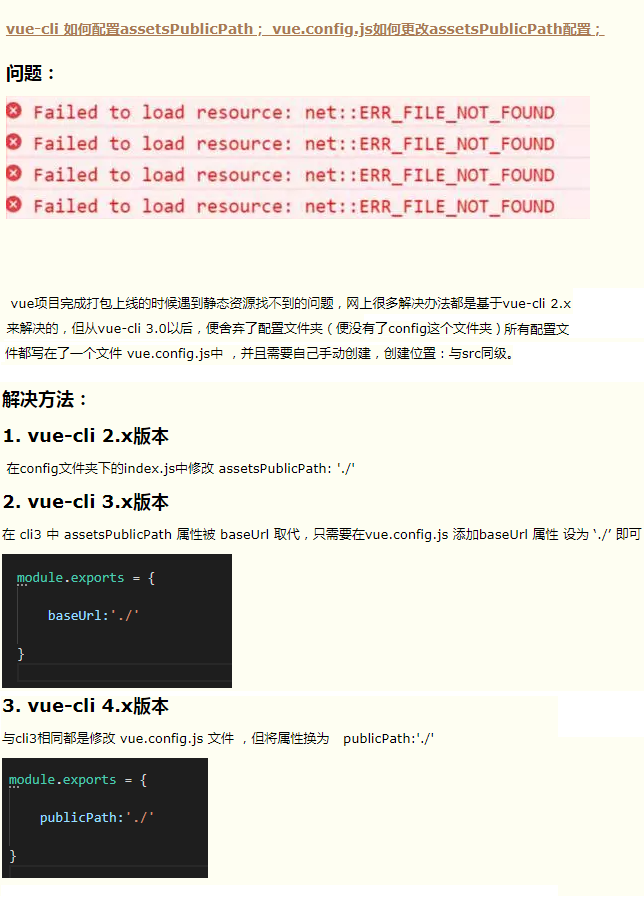 vue-cli 如何配置assetsPublicPath； vue.config.js如何更改assetsPublicPath配置；
问题：
Failed to load resource: net::ERR_FILE_NOT_FOUND
Failed to load resource: net::ERR_FILE_NOT_FOUND
Failed to load resource: net::ERR_FILE_NOT_FOUND
Failed to load resource: net::ERR_FILE_NOT_FOUND
vue项目完成打包上线的时候遇到静态资源找不到的问题，网上很多解决办法都是基于vue-cli 2.x
来解决的，但从vue-cli 3.0以后，便舍弃了配置文件夹（便没有了config这个文件夹）所有配置文
件都写在了一个文件 vue.config.js中 ，并且需要自己手动创建，创建位置：与src同级。
解决方法：
1. vue-cli 2.x版本
在config文件夹下的index.js中修改 assetsPublicPath: './'
2. vue-cli 3.x版本
在 cli3 中 assetsPublicPath 属性被 baseUrl 取代，只需要在vue.config.js 添加baseUrl 属性 设为 ‘./’ 即可
module.exports = {
baseUrl:'./'
}
3. vue-cli 4.x版本
与cli3相同都是修改 vue.config.js 文件 ，但将属性换为 publicPath:'./'
module.exports = {
publicPath:'./'
}